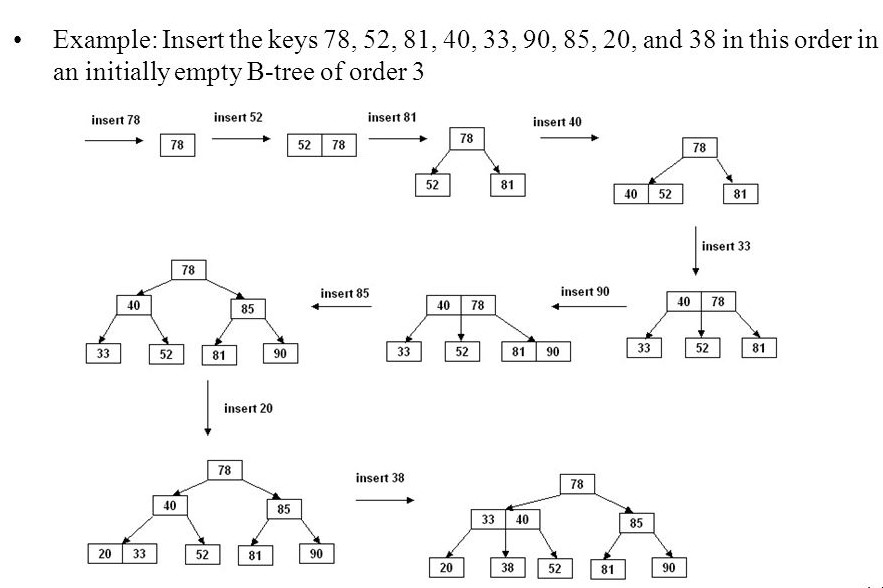 • Example: Insert the keys 78, 52, 81, 40, 33, 90, 85, 20, and 38 in this order in
an initially empty B-tree of order 3
insert 78
78
insert 52
52 78
insert 81
78
52 81
insert 40
78
40 52 81
insert 33
40 78
33 52 81
insert 90
40 78
33 52 81 90
insert 85
78
40 85
33 52 81 90
insert 20
78
40 85
20 33 52 81 90
insert 38
78
33 40 85
20 38 52 81 90